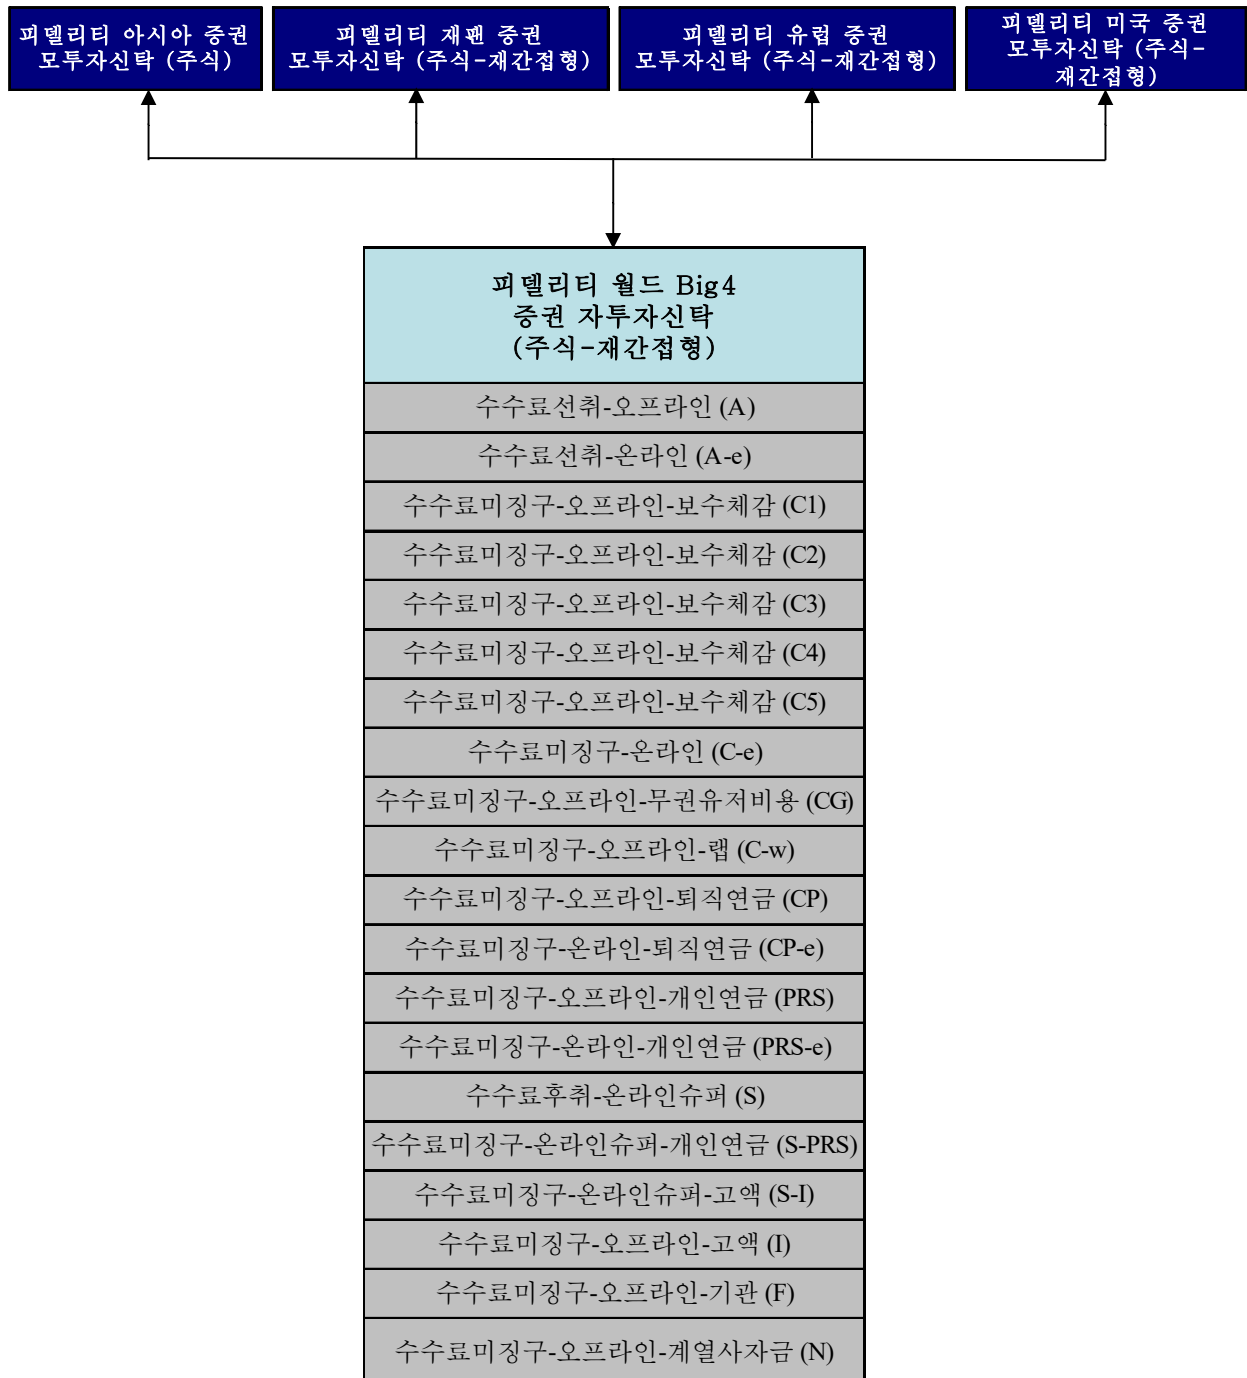 피델리티 아시아 증권
모투자신탁 (주식)
피델리티 재팬 증권
모투자신탁 (주식-재간접형)
피델리티 유럽 증권
모투자신탁 (주식-재간접형)
피델리티 미국 증권
모투자신탁 (주식-
재간접형)
피델리티 월드 Big4
증권 자투자신탁
(주식-재간접형)
수수료선취-오프라인 (A)
수수료선취-온라인 (A-e)
수수료미징구-오프라인-보수체감 (C1)
수수료미징구-오프라인-보수체감 (C2)
수수료미징구-오프라인-보수체감 (C3)
수수료미징구-오프라인-보수체감 (C4)
수수료미징구-오프라인-보수체감 (C5)
수수료미징구-온라인 (C-e)
수수료미징구-오프라인-무권유저비용 (CG)
수수료미징구-오프라인-랩 (C-w)
수수료미징구-오프라인-퇴직연금 (CP)
수수료미징구-온라인-퇴직연금 (CP-e)
수수료미징구-오프라인-개인연금 (PRS)
수수료미징구-온라인-개인연금 (PRS-e)
수수료후취-온라인슈퍼 (S)
수수료미징구-온라인슈퍼-개인연금 (S-PRS)
수수료미징구-온라인슈퍼-고액 (S-I)
수수료미징구-오프라인-고액 (I)
수수료미징구-오프라인-기관 (F)
수수료미징구-오프라인-계열사자금 (N)